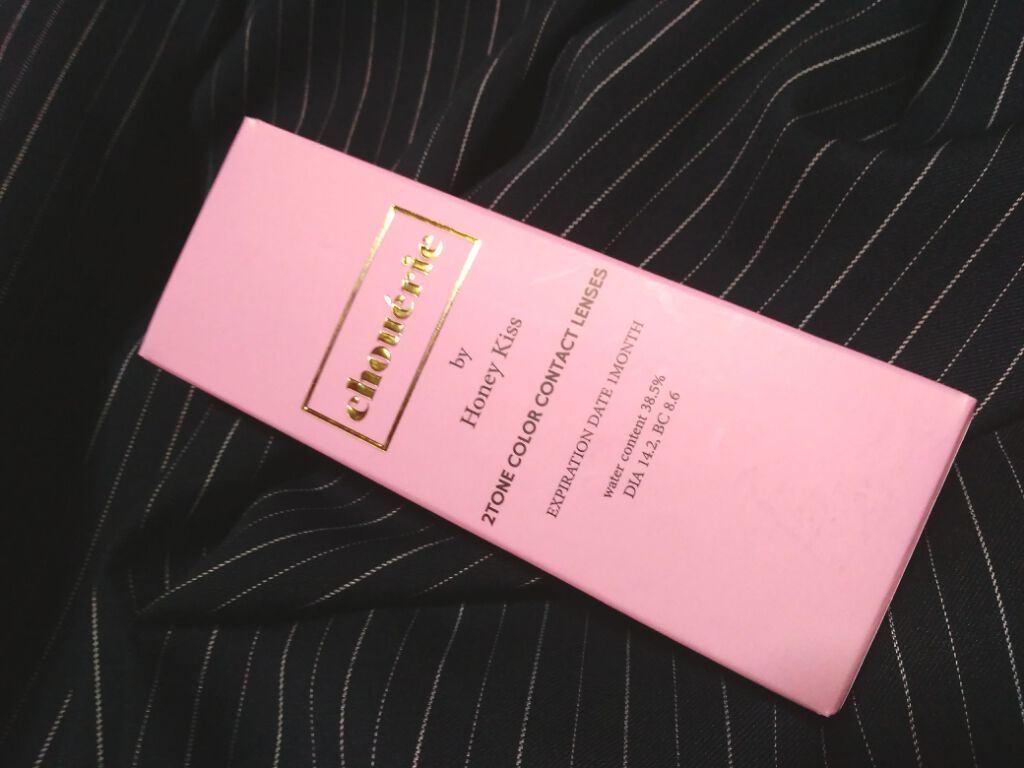 chouérie
by
Honey Kiss
2TONE COLOR CONTACT LENSES
EXPIRATION DATE 1MONTH
water content 38.5%
DIA 14.2, BC 8.6